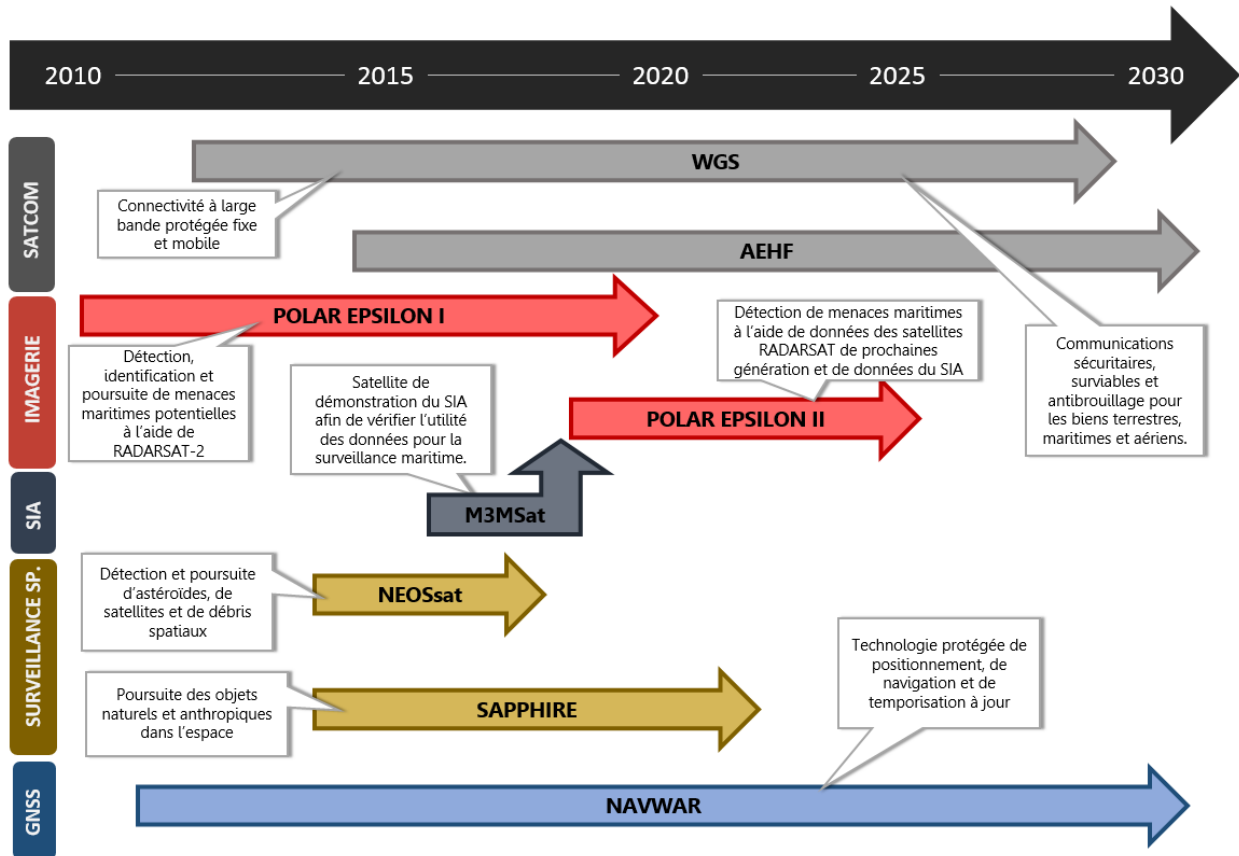 2010
2015
2020
2025
2030
SATCOM
WGS
Connectivité à large
bande protégée fixe
et mobile
AEHF
IMAGERIE
POLAR EPSILON I
Détection,
identification et
poursuite de menaces
maritimes potentielles
à l'aide de
RADARSAT-2
Détection de menaces maritimes
à l'aide de données des satellites
RADARSAT de prochaines
génération et de données du SIA
Communications
sécuritaires,
surviables et
antibrouillage pour
les biens terrestres,
maritimes et aériens.
Satellite de
démonstration du SIA
afin de vérifier l'utilité
des données pour la
surveillance maritime.
POLAR EPSILON II
SIA
M3MSat
SURVEILLANCE SP.
Détection et poursuite
d'astéroïdes, de
satellites et de débris
spatiaux
NEOSsat
Poursuite des objets
naturels et anthropiques
dans l'espace
SAPPHIRE
Technologie protégée de
positionnement, de
navigation et de
temporisation à jour
GNSS
NAVWAR